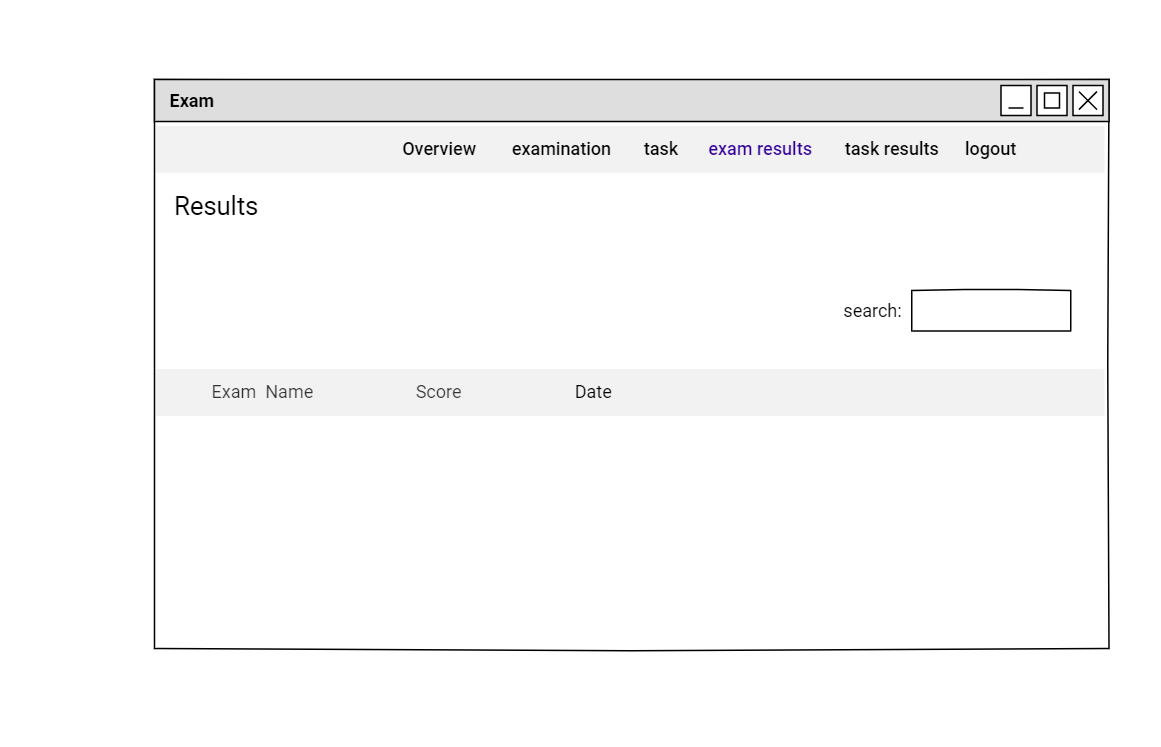 Exam
Overview examination task exam results task results logout
Results
search:
Exam Name Score Date